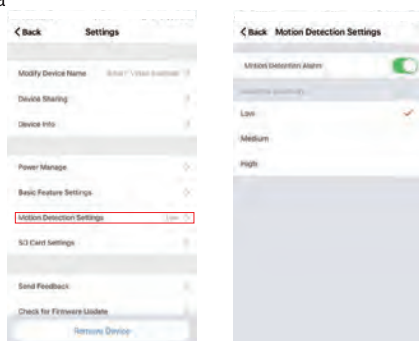 a
Back Settings
Modify Device Name
Device Sharing
Device Info
Power Manage
Basic Feature Settings
Motion Detection Settings Low
SD Card Settings
Send Feedback
Check for Firmware Update
Remove Device
Back Motion Detection Settings
Motion Detection Alarm
Low
Medium
High